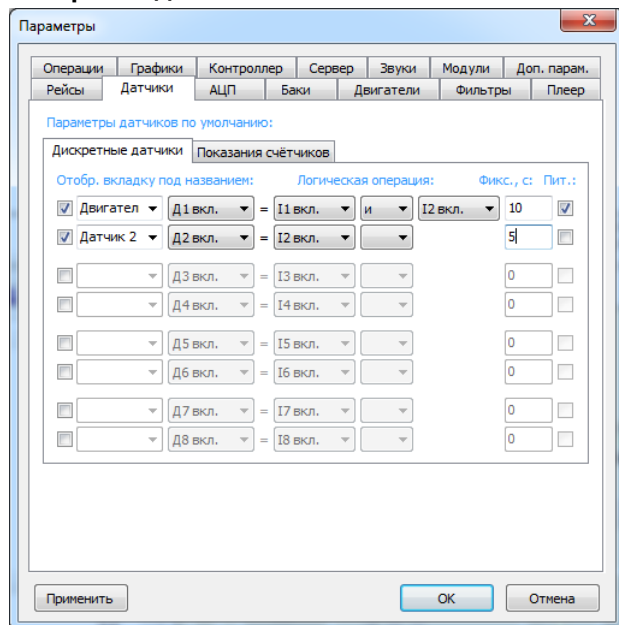 Параметры
Операции Графики Контроллер Сервер Звуки Модули Доп. парам.
Рейсы Датчики АЦП Баки Двигатели Фильтры Плеер
Параметры датчиков по умолчанию:
Дискретные датчики Показания счётчиков
Отобр. вкладку под названием: Логическая операция: Фикс., с: Пит.:
Двигател Д1 вкл. = I1 вкл. и I2 вкл. 10
Датчик 2 Д2 вкл. = I2 вкл. 5
Д3 вкл. = I3 вкл. 0
Д4 вкл. = I4 вкл. 0
Д5 вкл. = I5 вкл. 0
Д6 вкл. = I6 вкл. 0
Д7 вкл. = I7 вкл. 0
Д8 вкл. = I8 вкл. 0
Применить OK Отмена